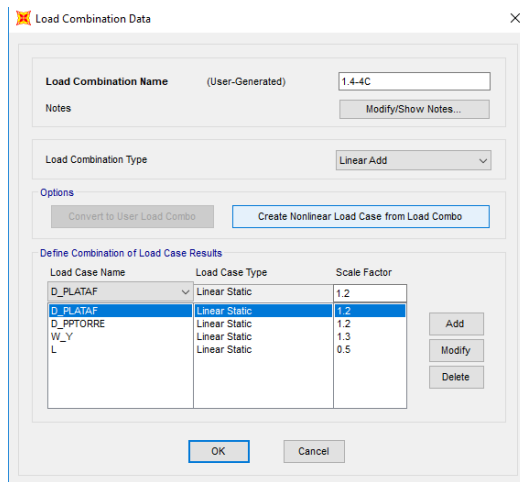 Load Combination Data
Load Combination Name (User-Generated) 1.4-4C
Notes Modify/Show Notes...
Load Combination Type Linear Add
Options
Convert to User Load Combo Create Nonlinear Load Case from Load Combo
Define Combination of Load Case Results
Load Case Name Load Case Type Scale Factor
D_PLATAF Linear Static 1.2
D_PLATAF Linear Static 1.2
D_PPTORRE Linear Static 1.2
W_Y Linear Static 1.3
L Linear Static 0.5
Add
Modify
Delete
OK Cancel